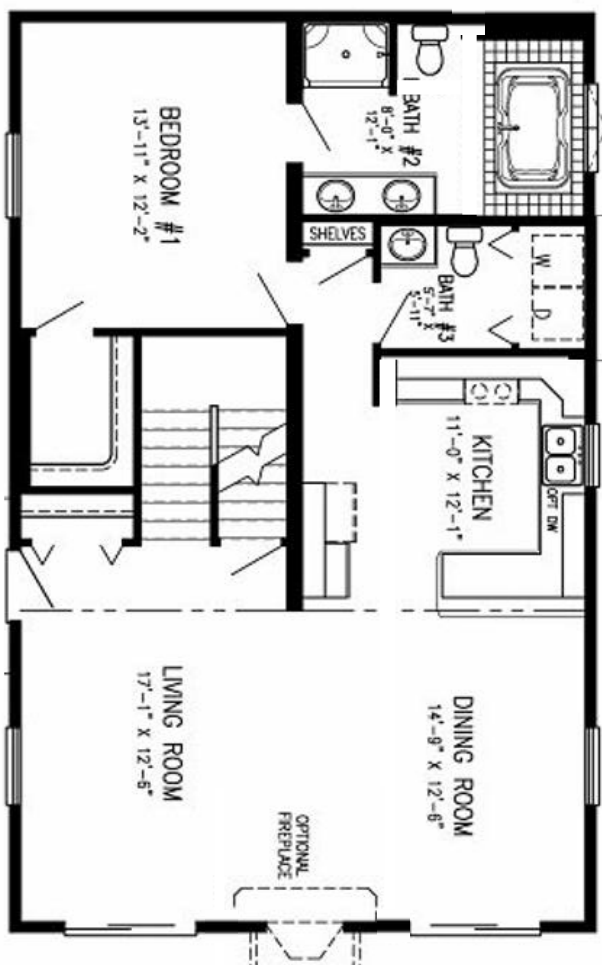 BEDROOM #1
13'-11" X 12'-2"
BATH #2
8'-0" X
12'-1"
SHELVES
BATH #3
5'-7" X
5'-11"
W
D
KITCHEN
11'-0" X 12'-1"
OPT DW
LIVING ROOM
17'-1" X 12'-6"
DINING ROOM
14'-9" X 12'-6"
OPTIONAL
FIREPLACE